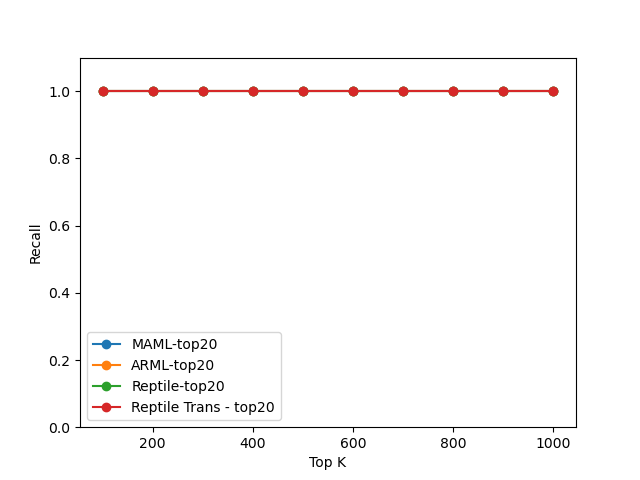 1.0
0.8
0.6
0.4
0.2
0.0
Recall
MAML-top20
ARML-top20
Reptile-top20
Reptile Trans - top20
200 400 600 800 1000
Top K